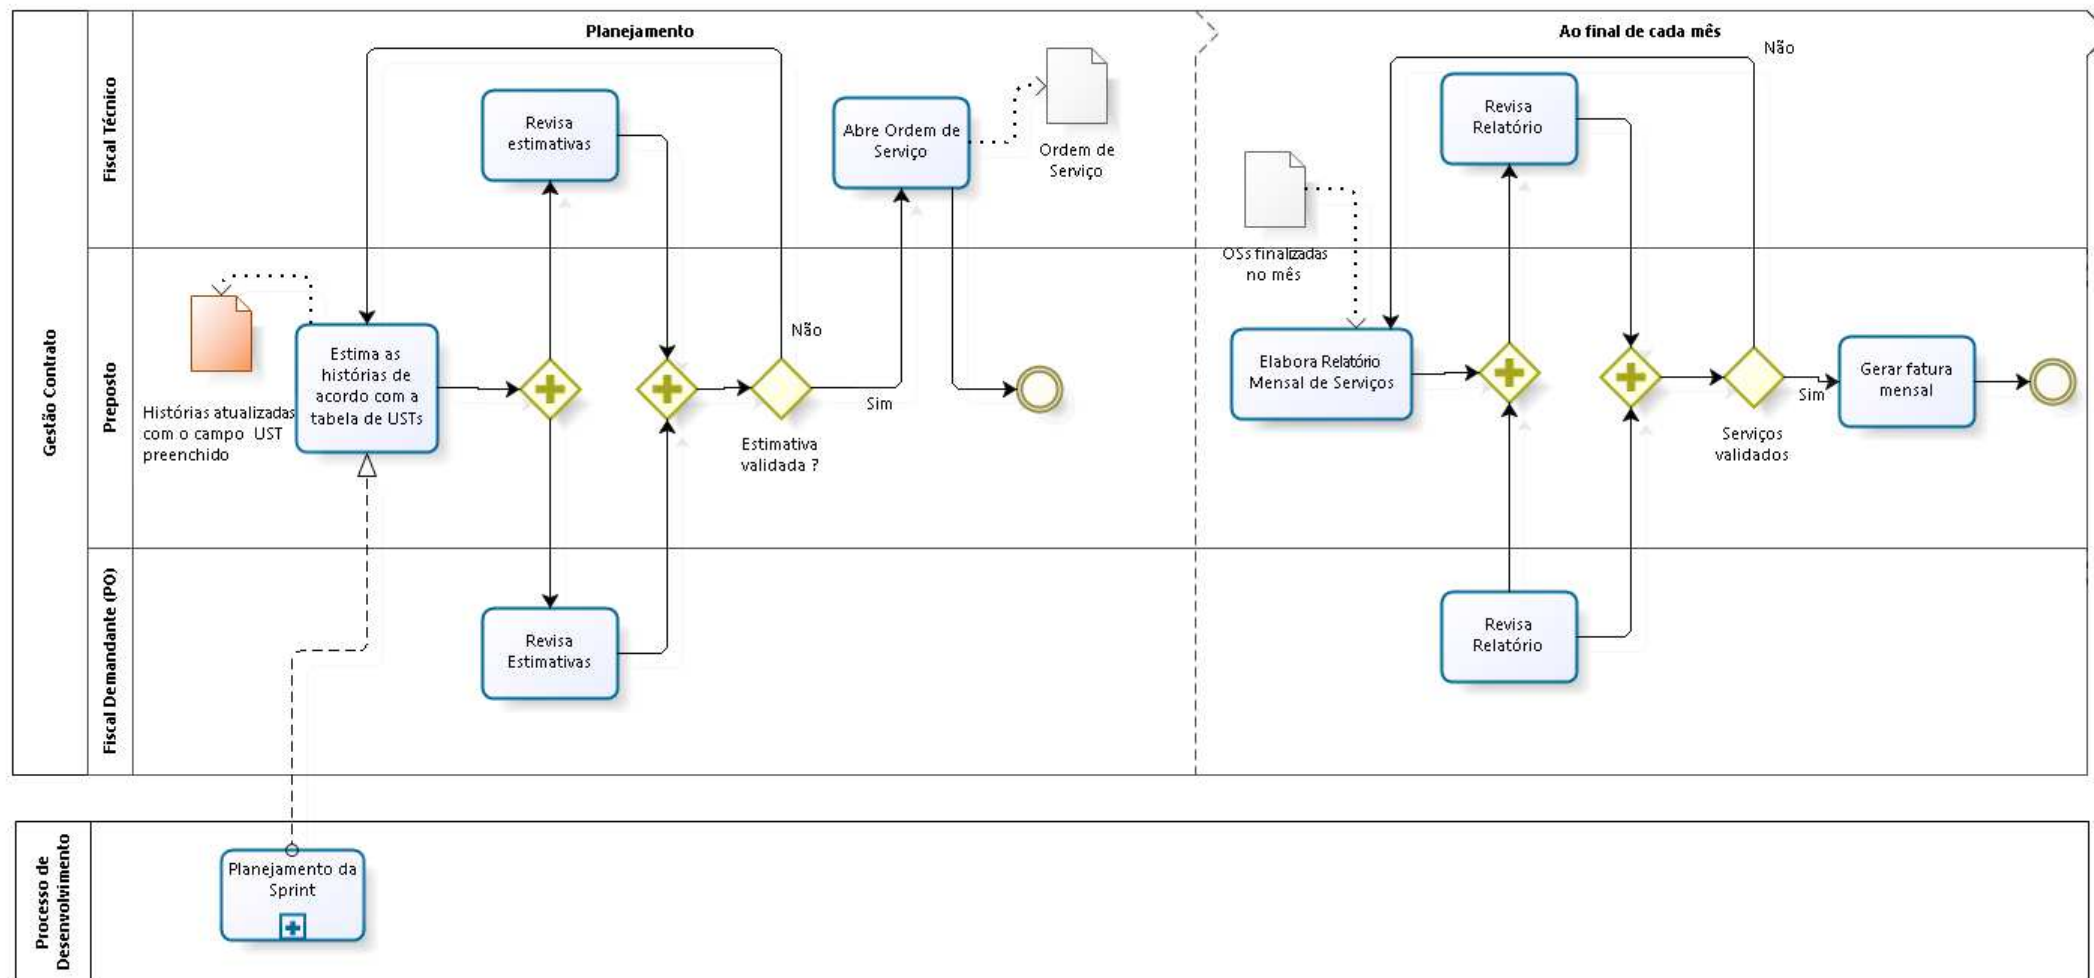 Planejamento
Ao final de cada mês
Gestão Contrato
Fiscal Técnico
Revisa
estimativas
Abre Ordem de
Serviço
Ordem de
Serviço
Não
Revisa
Relatório
OSs finalizadas
no mês
Preposto
Histórias atualizadas
com o campo UST
preenchido
Estima as
histórias de
acordo com a
tabela de USTs
Não
Sim
Estimativa
validada ?
Elabora Relatório
Mensal de Serviços
Serviços
validados
Sim
Gerar fatura
mensal
Fiscal Demandante (PO)
Revisa
Estimativas
Revisa
Relatório
Processo de
Desenvolvimento
Planejamento da
Sprint